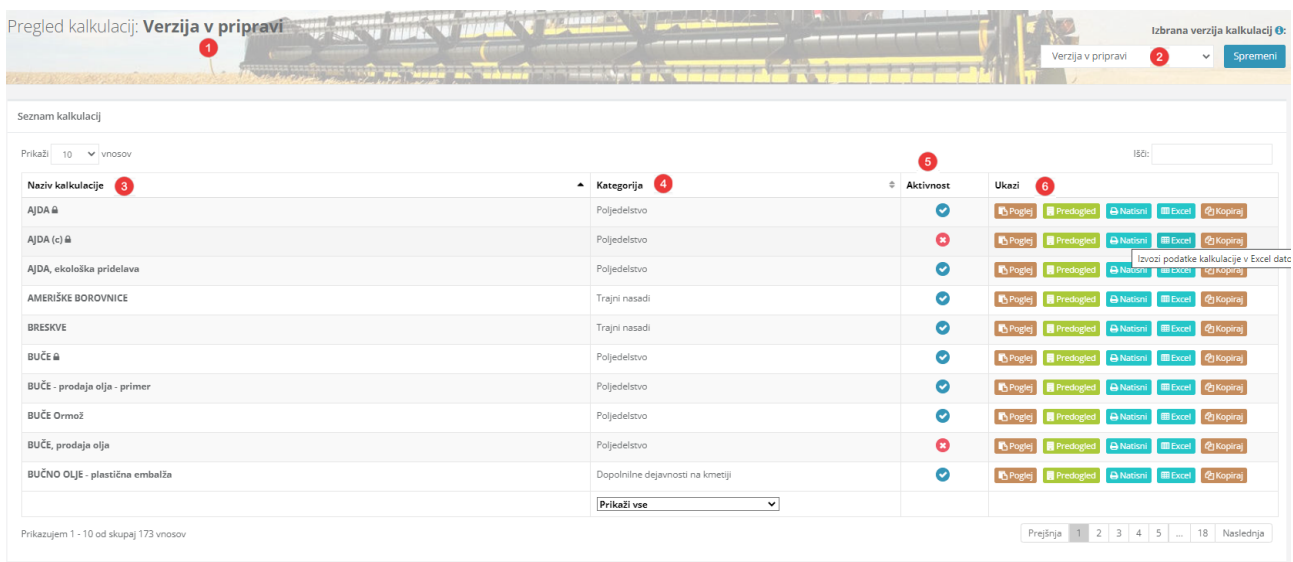 Pregled kalkulacij: Verzija v pripravi
1
Izbrana verzija kalkulacij
Verzija v pripravi 2 Spremeni
Seznam kalkulacij
Prikaži 10 vnosov
Išči:
5
Naziv kalkulacije 3 Kategorija 4 Aktivnost Ukazi 6
AJDA Poljedelstvo Poglej Predogled Natisni Excel Kopiraj
AJDA (c) Poljedelstvo Poglej Predogled Natisni Excel Kopiraj
Izvozi podatke kalkulacije v Excel dato
AJDA, ekološka pridelava Poljedelstvo Poglej Predogled Natisni Excel Kopiraj
AMERIŠKE BOROVNICE Trajni nasadi Poglej Predogled Natisni Excel Kopiraj
BRESKVE Trajni nasadi Poglej Predogled Natisni Excel Kopiraj
BUČE Poljedelstvo Poglej Predogled Natisni Excel Kopiraj
BUČE - prodaja olja - primer Poljedelstvo Poglej Predogled Natisni Excel Kopiraj
BUČE Ormož Poljedelstvo Poglej Predogled Natisni Excel Kopiraj
BUČE, prodaja olja Poljedelstvo Poglej Predogled Natisni Excel Kopiraj
BUČNO OLJE - plastična embalža Dopolnilne dejavnosti na kmetiji Poglej Predogled Natisni Excel Kopiraj
Prikaži vse
Prikazujem 1 - 10 od skupaj 173 vnosov
Prejšnja 1 2 3 4 5 ... 18 Naslednja